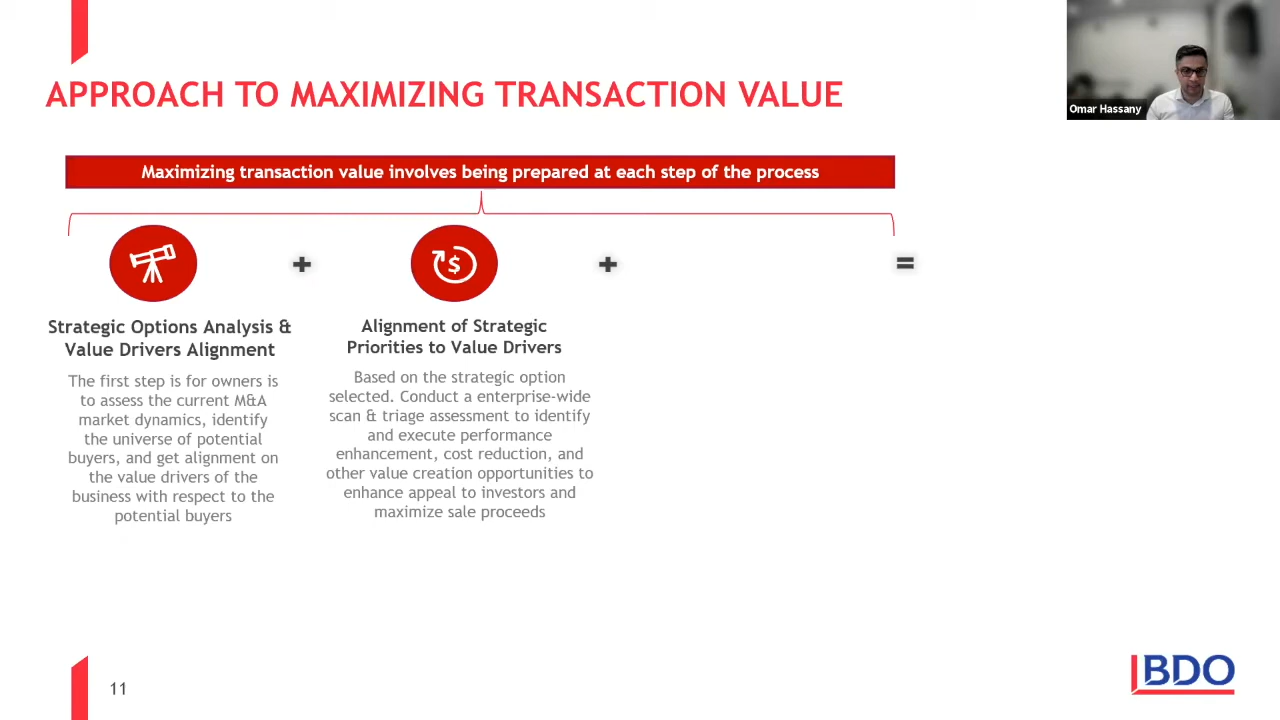 APPROACH TO MAXIMIZING TRANSACTION VALUE
Omar Hassany
Maximizing transaction value involves being prepared at each step of the process
+
+
=
$
Strategic Options Analysis &
Value Drivers Alignment
The first step is for owners is
to assess the current M&A
market dynamics, identify
the universe of potential
buyers, and get alignment on
the value drivers of the
business with respect to the
potential buyers
Alignment of Strategic
Priorities to Value Drivers
Based on the strategic option
selected. Conduct a enterprise-wide
scan & triage assessment to identify
and execute performance
enhancement, cost reduction, and
other value creation opportunities to
enhance appeal to investors and
maximize sale proceeds
11
BDO